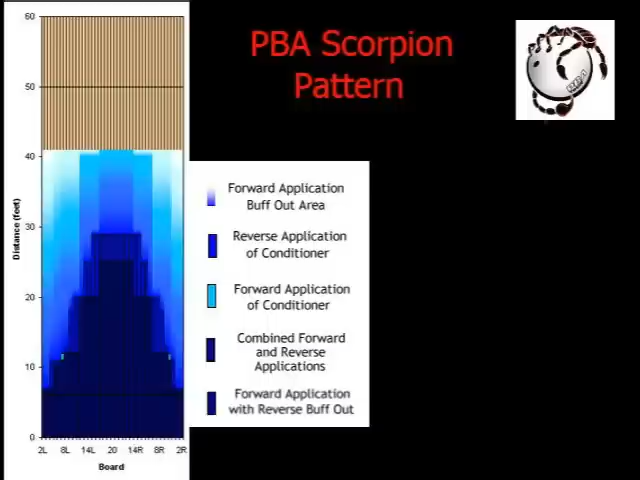 PBA Scorpion
Pattern
60
50
40
30
20
10
0
Distance (feet)
2L 8L 14L 20 14R 8R 2R
Board
Forward Application
Buff Out Area
Reverse Application
of Conditioner
Forward Application
of Conditioner
Combined Forward
and Reverse
Applications
Forward Application
with Reverse Buff Out